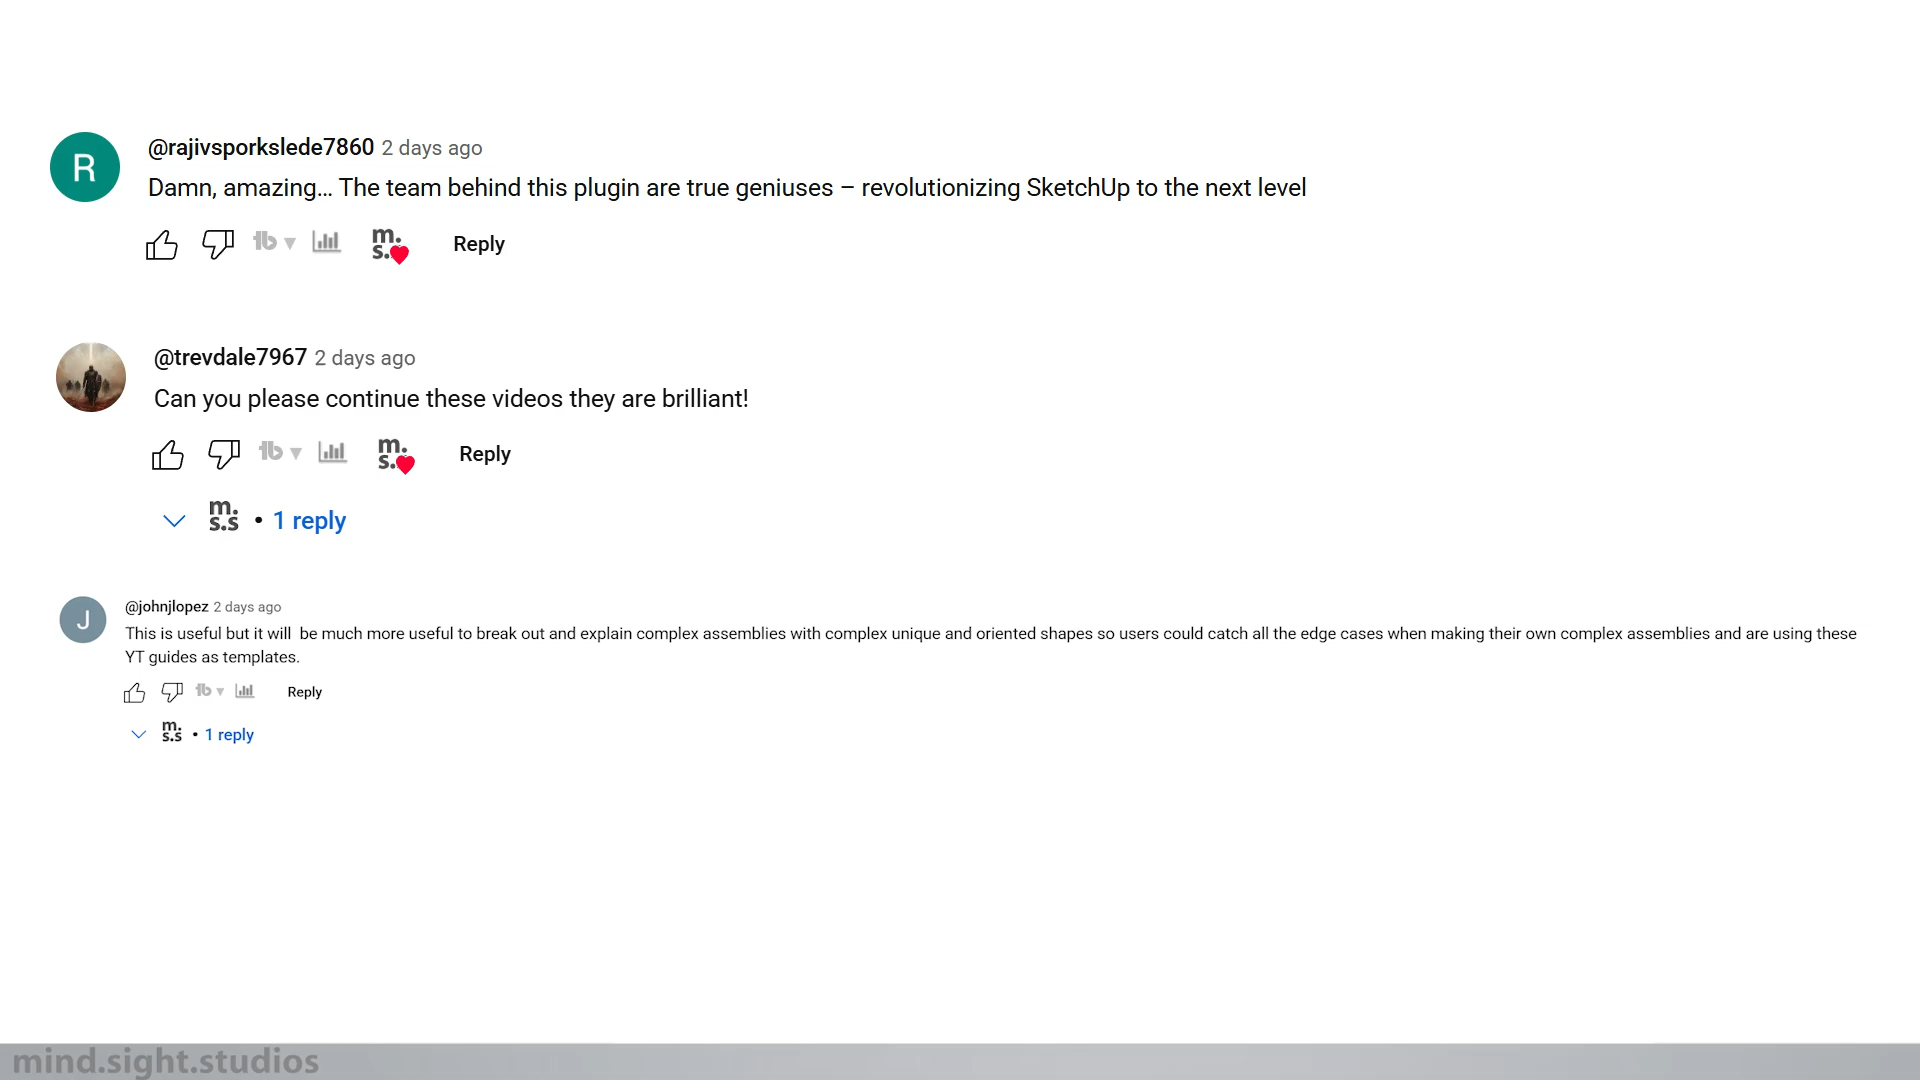 R
@rajivsporkslede7860 2 days ago
Damn, amazing… The team behind this plugin are true geniuses – revolutionizing SketchUp to the next level
tb m.
s.
Reply
@trevdale7967 2 days ago
Can you please continue these videos they are brilliant!
tb m.
s.
Reply
m.
s.s • 1 reply
J
@johnjlopez 2 days ago
This is useful but it will  be much more useful to break out and explain complex assemblies with complex unique and oriented shapes so users could catch all the edge cases when making their own complex assemblies and are using these
YT guides as templates.
tb Reply
m.
s.s • 1 reply
mind.sight.studios